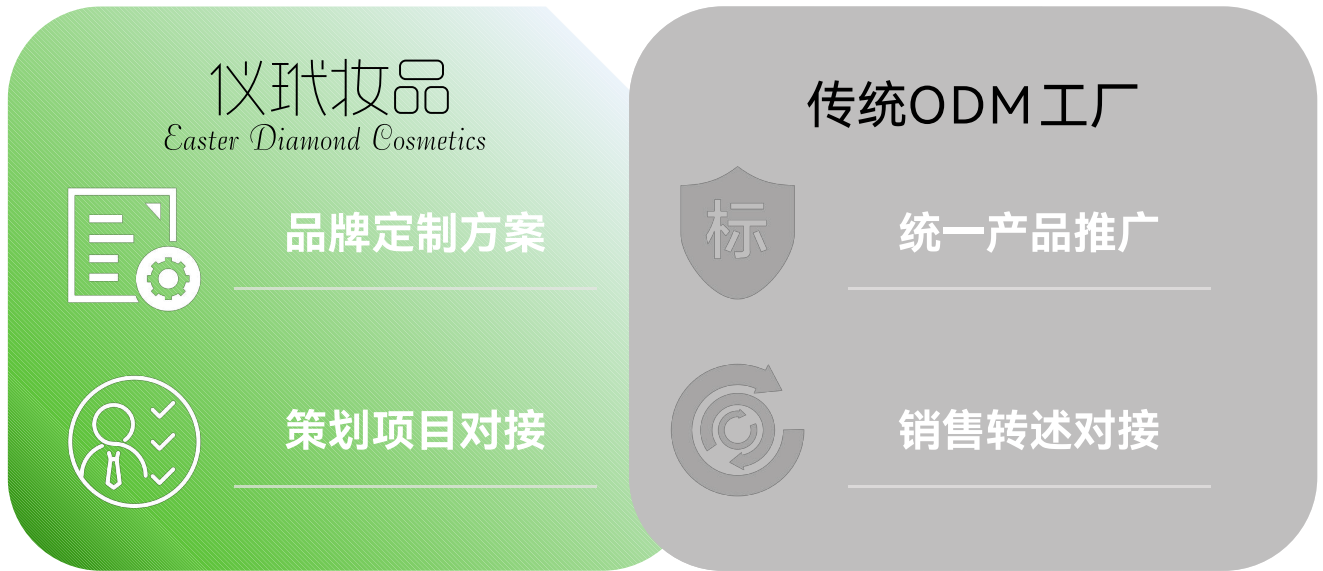 仪玳妆品
Easter Diamond Cosmetics
品牌定制方案
策划项目对接
传统ODM工厂
标
统一产品推广
销售转述对接